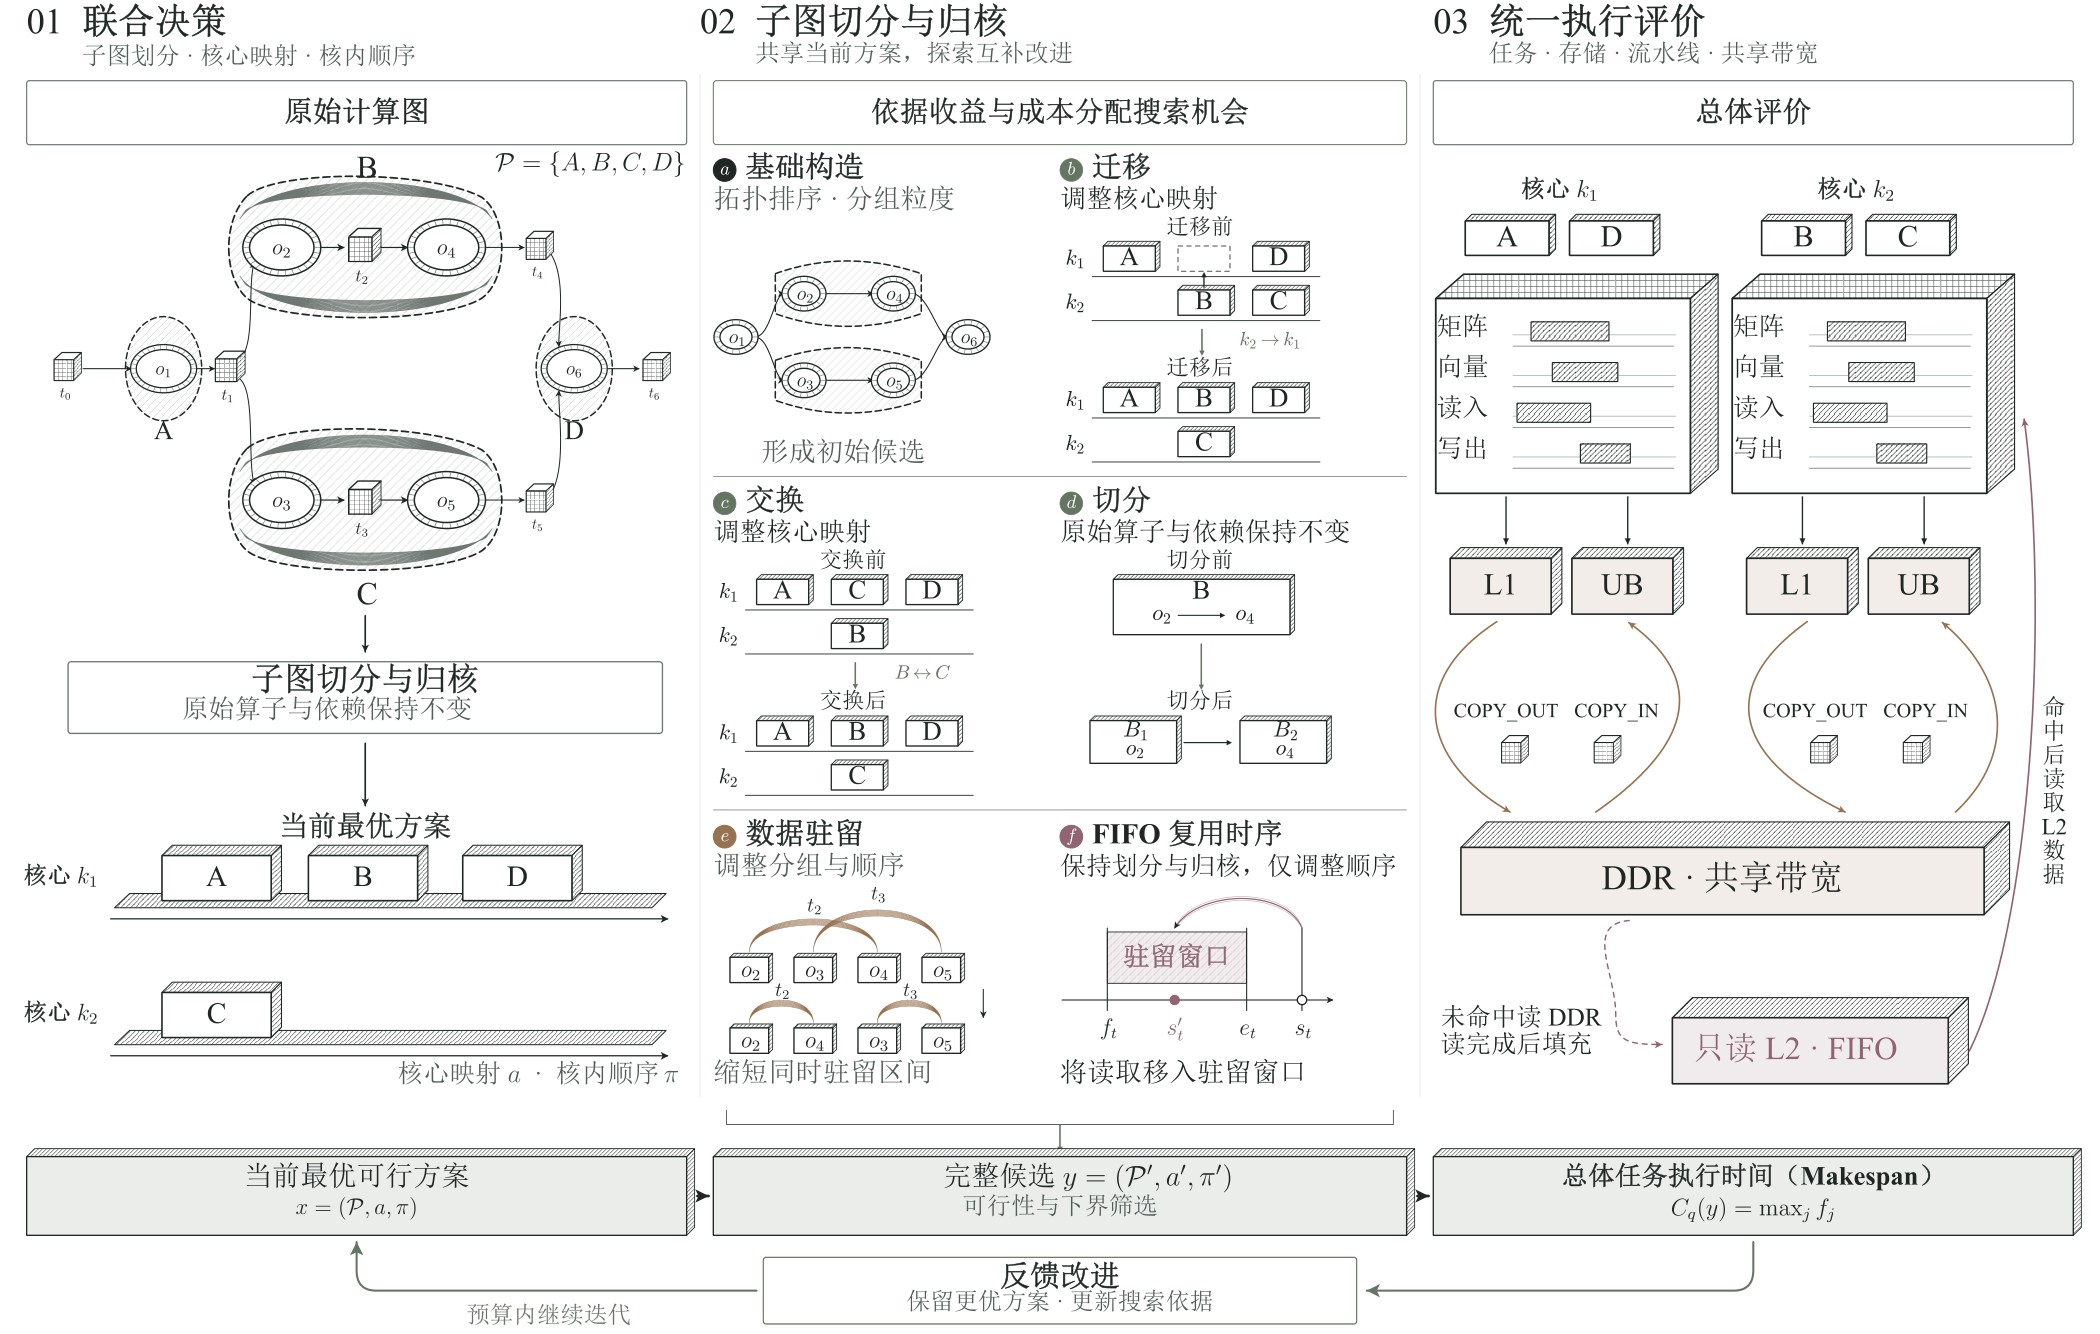 01 联合决策
子图划分 · 核心映射 · 核内顺序
原始计算图
𝒫 = {A, B, C, D}
B
o₂
t₂
o₄
t₄
t₀
o₁
A
t₁
o₆
D
t₆
o₃
t₃
o₅
t₅
C
子图切分与归核
原始算子与依赖保持不变
当前最优方案
核心 k₁
A
B
D
核心 k₂
C
核心映射 a · 核内顺序 π
02 子图切分与归核
共享当前方案，探索互补改进
依据收益与成本分配搜索机会
a 基础构造
拓扑排序 · 分组粒度
o₁
o₂
o₄
o₃
o₅
o₆
形成初始候选
b 迁移
调整核心映射
迁移前
k₁ A D
k₂ B C
k₂ → k₁
迁移后
k₁ A B D
k₂ C
c 交换
调整核心映射
交换前
k₁ A C D
k₂ B
B ↔ C
交换后
k₁ A B D
k₂ C
d 切分
原始算子与依赖保持不变
切分前
B
o₂ o₄
切分后
B₁ B₂
o₂ o₄
e 数据驻留
调整分组与顺序
t₂ t₃
o₂ o₃ o₄ o₅
t₂ t₃
o₂ o₄ o₃ o₅
缩短同时驻留区间
f FIFO 复用时序
保持划分与归核，仅调整顺序
驻留窗口
fₜ s′ₜ eₜ sₜ
将读取移入驻留窗口
03 统一执行评价
任务 · 存储 · 流水线 · 共享带宽
总体评价
核心 k₁
A D
矩阵
向量
读入
写出
L1 UB
COPY_OUT COPY_IN
核心 k₂
B C
矩阵
向量
读入
写出
L1 UB
COPY_OUT COPY_IN
命中后读取L2数据
DDR · 共享带宽
未命中读 DDR
读完成后填充
只读 L2 · FIFO
当前最优可行方案
x = (𝒫, a, π)
完整候选 y = (𝒫′, a′, π′)
可行性与下界筛选
总体任务执行时间（Makespan）
C_q(y) = max_j f_j
反馈改进
保留更优方案 · 更新搜索依据
预算内继续迭代